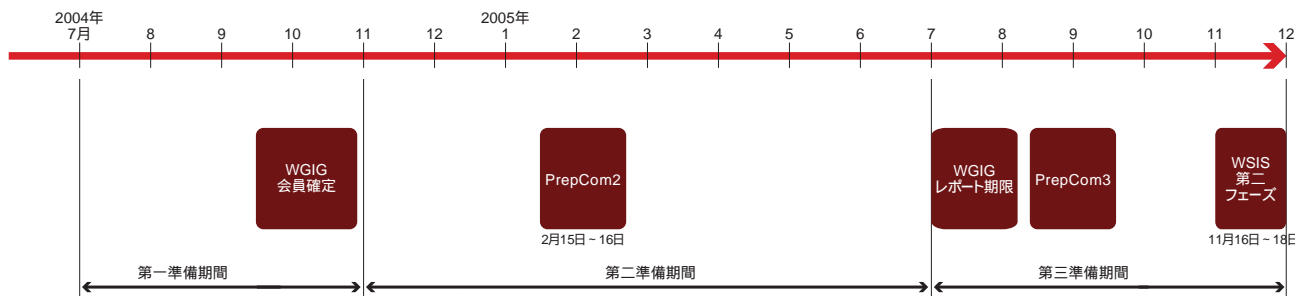 2004年 2005年
7月 8 9 10 11 12 1 2 3 4 5 6 7 8 9 10 11 12
WGIG
会員確定
PrepCom2
2月15日~16日
WGIG
レポート期限
PrepCom3
WSIS
第二
フェーズ
11月16日~18日
第一準備期間 第二準備期間 第三準備期間